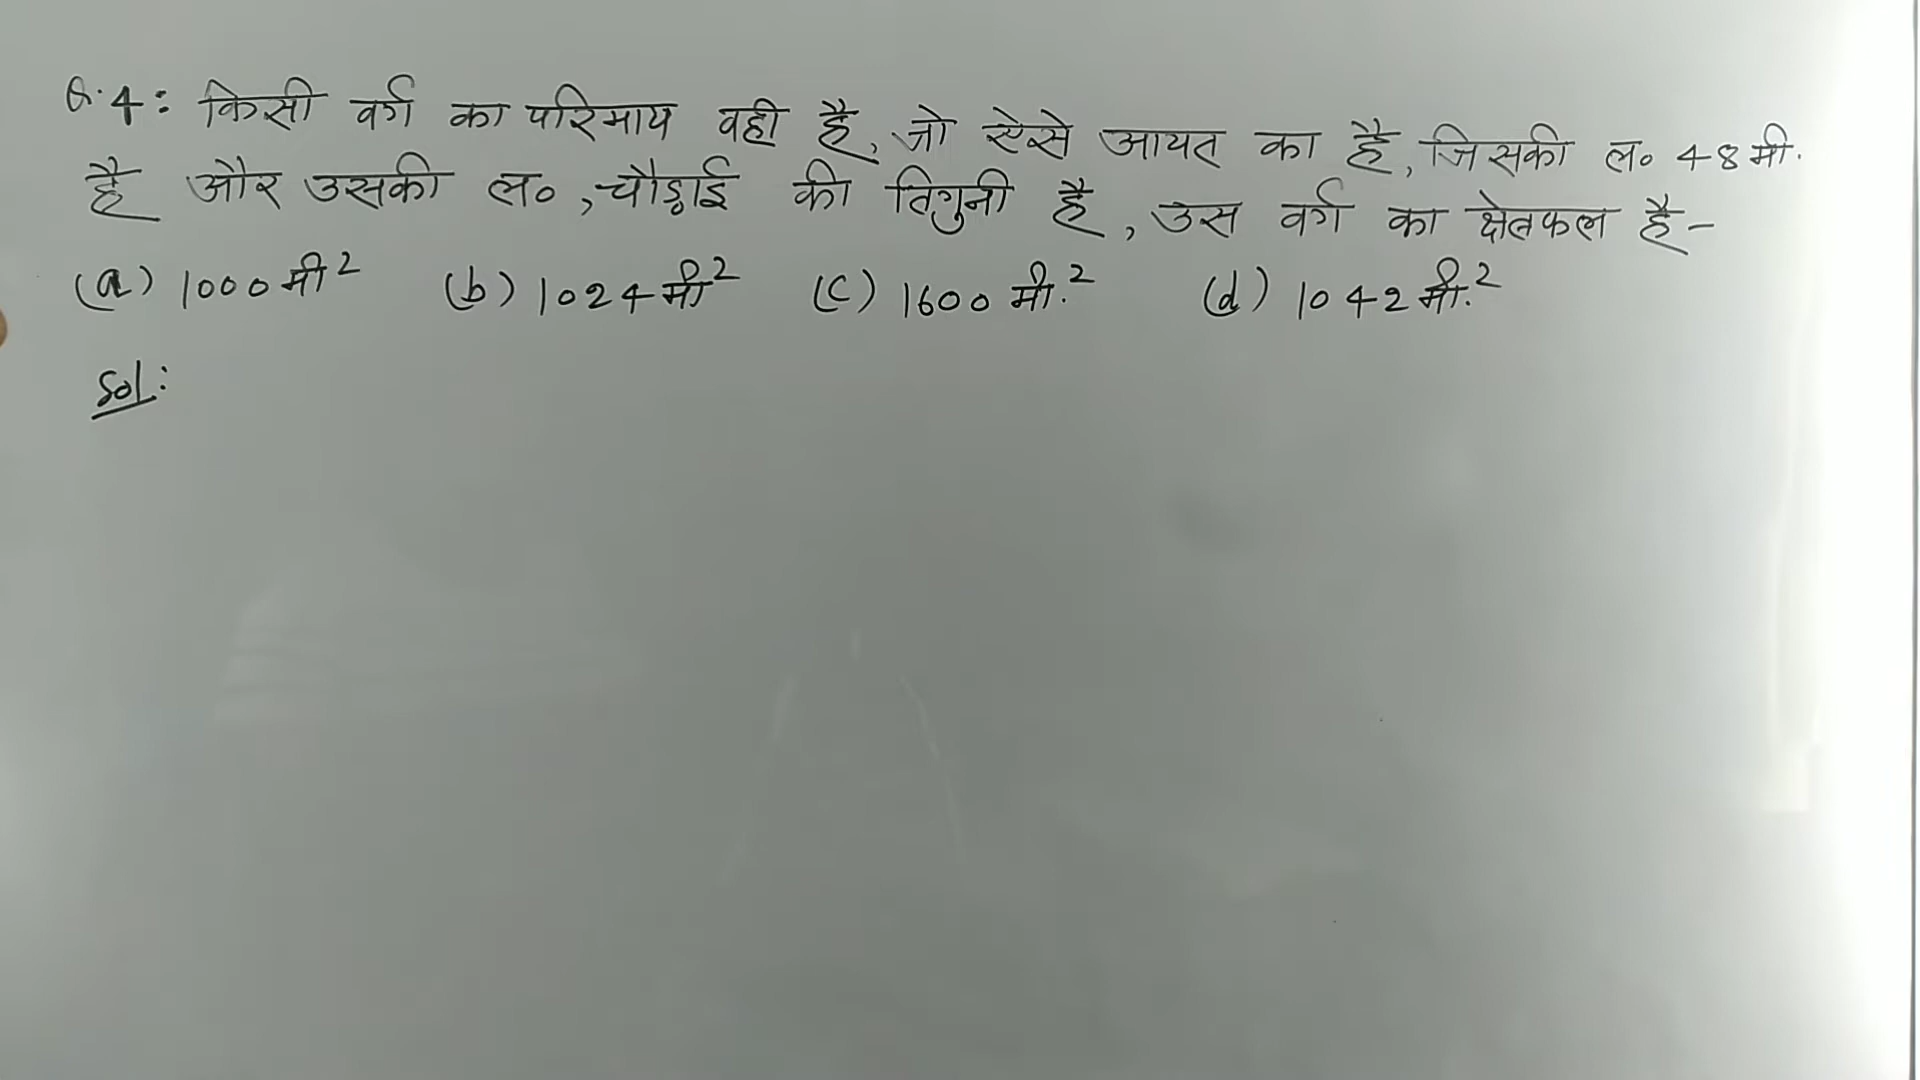 Q.4: किसी वर्ग का परिमाप वही है, जो ऐसे आयत का है, जिसकी ल० 48 मी.
है और उसकी ल०, चौड़ाई की तिगुनी है, उस वर्ग का क्षेत्रफल है-
(a) 1000 मी² (b) 1024 मी² (c) 1600 मी.² (d) 1042 मी.²
Sol: